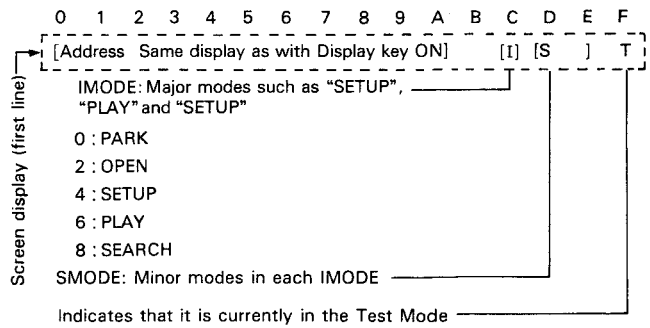 0 1 2 3 4 5 6 7 8 9 A B C D E F
[Address Same display as with Display key ON] [I] [S ] T
IMODE: Major modes such as “SETUP”,
“PLAY” and “SETUP”
0 : PARK
2 : OPEN
4 : SETUP
6 : PLAY
8 : SEARCH
SMODE: Minor modes in each IMODE
Indicates that it is currently in the Test Mode
Screen display (first line)